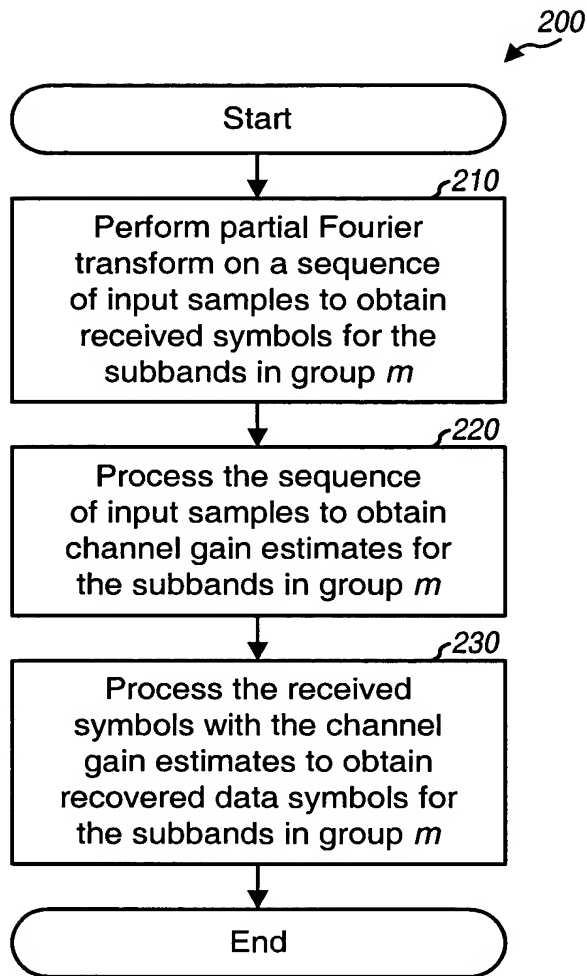 200
Start
210
Perform partial Fourier
transform on a sequence
of input samples to obtain
received symbols for the
subbands in group m
220
Process the sequence
of input samples to obtain
channel gain estimates for
the subbands in group m
230
Process the received
symbols with the channel
gain estimates to obtain
recovered data symbols for
the subbands in group m
End